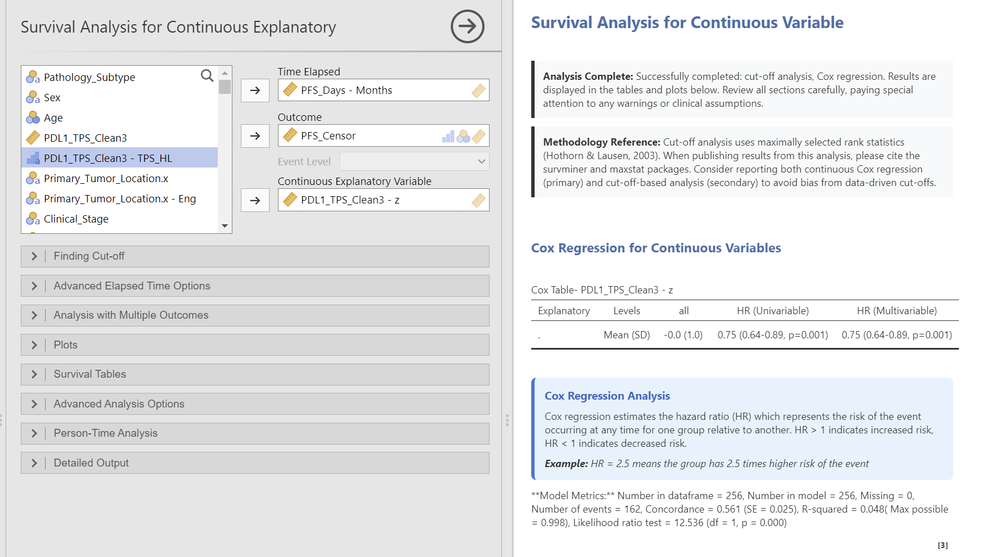 Survival Analysis for Continuous Explanatory
Pathology_Subtype
Sex
Age
PDL1_TPS_Clean3
PDL1_TPS_Clean3 - TPS_HL
Primary_Tumor_Location.x
Primary_Tumor_Location.x - Eng
Clinical_Stage
Time Elapsed
PFS_Days - Months
Outcome
PFS_Censor
Event Level
Continuous Explanatory Variable
PDL1_TPS_Clean3 - z
Finding Cut-off
Advanced Elapsed Time Options
Analysis with Multiple Outcomes
Plots
Survival Tables
Advanced Analysis Options
Person-Time Analysis
Detailed Output
Survival Analysis for Continuous Variable
Analysis Complete: Successfully completed: cut-off analysis, Cox regression. Results are
displayed in the tables and plots below. Review all sections carefully, paying special
attention to any warnings or clinical assumptions.
Methodology Reference: Cut-off analysis uses maximally selected rank statistics
(Hothorn & Lausen, 2003). When publishing results from this analysis, please cite the
survminer and maxstat packages. Consider reporting both continuous Cox regression
(primary) and cut-off-based analysis (secondary) to avoid bias from data-driven cut-offs.
Cox Regression for Continuous Variables
Cox Table- PDL1_TPS_Clean3 - z
Explanatory Levels all HR (Univariable) HR (Multivariable)
. Mean (SD) -0.0 (1.0) 0.75 (0.64-0.89, p=0.001) 0.75 (0.64-0.89, p=0.001)
Cox Regression Analysis
Cox regression estimates the hazard ratio (HR) which represents the risk of the event
occurring at any time for one group relative to another. HR > 1 indicates increased risk,
HR < 1 indicates decreased risk.
Example: HR = 2.5 means the group has 2.5 times higher risk of the event
**Model Metrics:** Number in dataframe = 256, Number in model = 256, Missing = 0,
Number of events = 162, Concordance = 0.561 (SE = 0.025), R-squared = 0.048( Max possible
= 0.998), Likelihood ratio test = 12.536 (df = 1, p = 0.000)
[3]